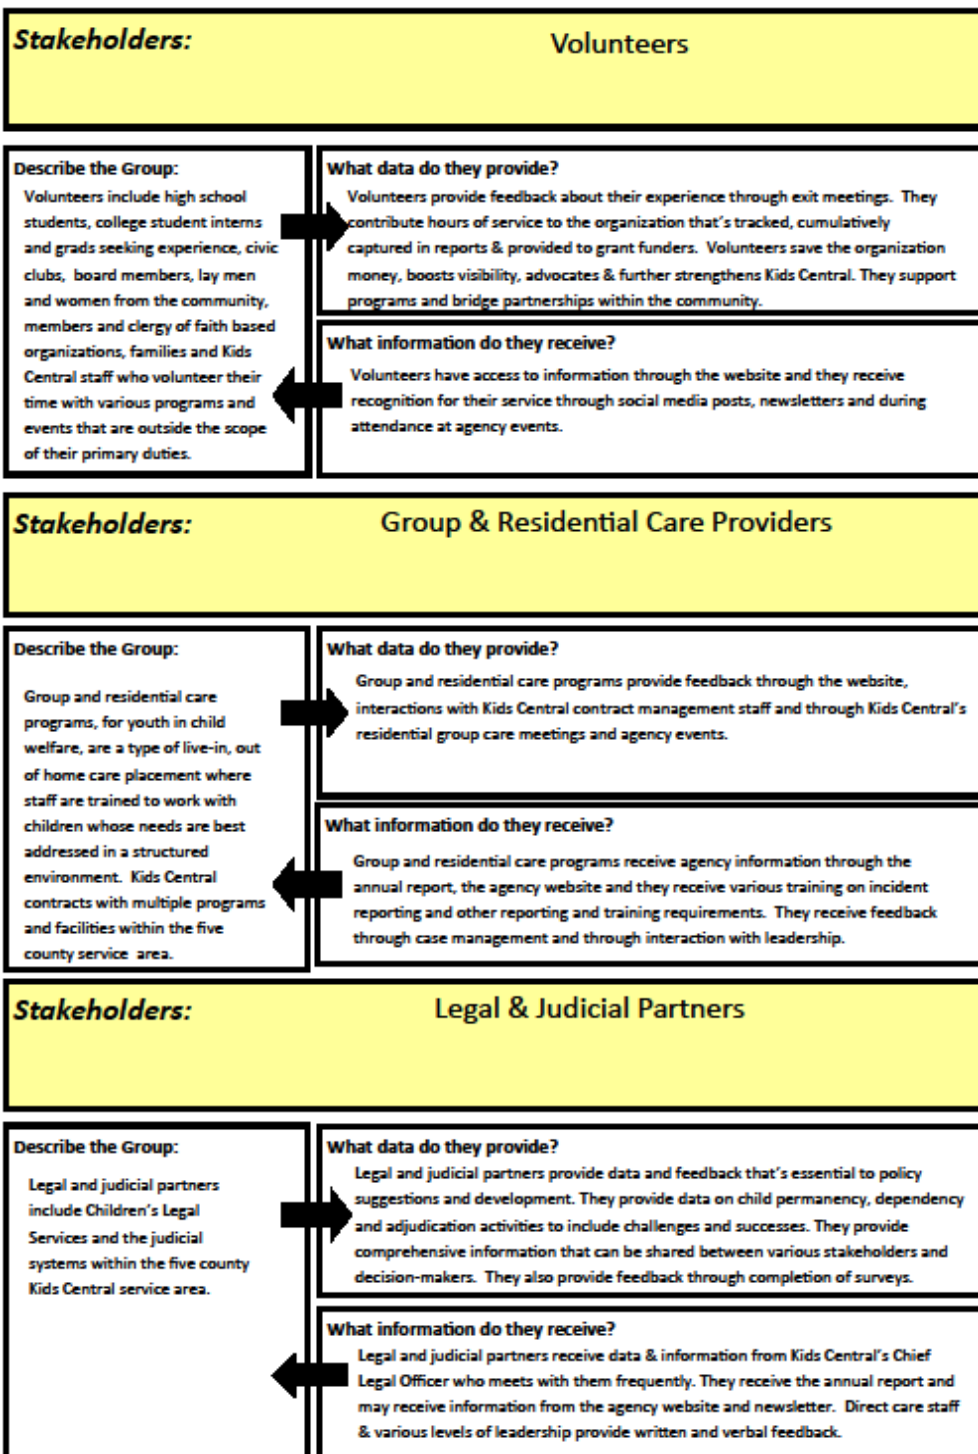 Stakeholders:
Volunteers
Describe the Group:
Volunteers include high school
students, college student interns
and grads seeking experience, civic
clubs, board members, lay men
and women from the community,
members and clergy of faith based
organizations, families and Kids
Central staff who volunteer their
time with various programs and
events that are outside the scope
of their primary duties.
What data do they provide?
Volunteers provide feedback about their experience through exit meetings. They
contribute hours of service to the organization that's tracked, cumulatively
captured in reports & provided to grant funders. Volunteers save the organization
money, boosts visibility, advocates & further strengthens Kids Central. They support
programs and bridge partnerships within the community.
What information do they receive?
Volunteers have access to information through the website and they receive
recognition for their service through social media posts, newsletters and during
attendance at agency events.
Stakeholders:
Group & Residential Care Providers
Describe the Group:
Group and residential care
programs, for youth in child
welfare, are a type of live-in, out
of home care placement where
staff are trained to work with
children whose needs are best
addressed in a structured
environment. Kids Central
contracts with multiple programs
and facilities within the five
county service area.
What data do they provide?
Group and residential care programs provide feedback through the website,
interactions with Kids Central contract management staff and through Kids Central's
residential group care meetings and agency events.
What information do they receive?
Group and residential care programs receive agency information through the
annual report, the agency website and they receive various training on incident
reporting and other reporting and training requirements. They receive feedback
through case management and through interaction with leadership.
Stakeholders:
Legal & Judicial Partners
Describe the Group:
Legal and judicial partners
include Children's Legal
Services and the judicial
systems within the five county
Kids Central service area.
What data do they provide?
Legal and judicial partners provide data and feedback that's essential to policy
suggestions and development. They provide data on child permanency, dependency
and adjudication activities to include challenges and successes. They provide
comprehensive information that can be shared between various stakeholders and
decision-makers. They also provide feedback through completion of surveys.
What information do they receive?
Legal and judicial partners receive data & information from Kids Central's Chief
Legal Officer who meets with them frequently. They receive the annual report and
may receive information from the agency website and newsletter. Direct care staff
& various levels of leadership provide written and verbal feedback.